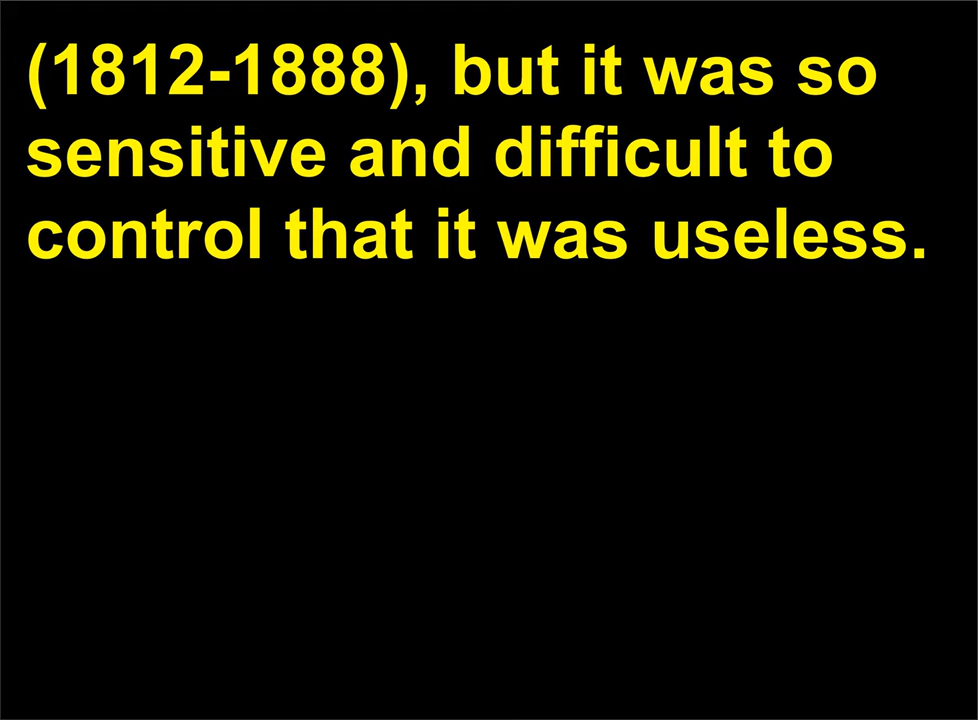 (1812-1888), but it was so
sensitive and difficult to
control that it was useless.